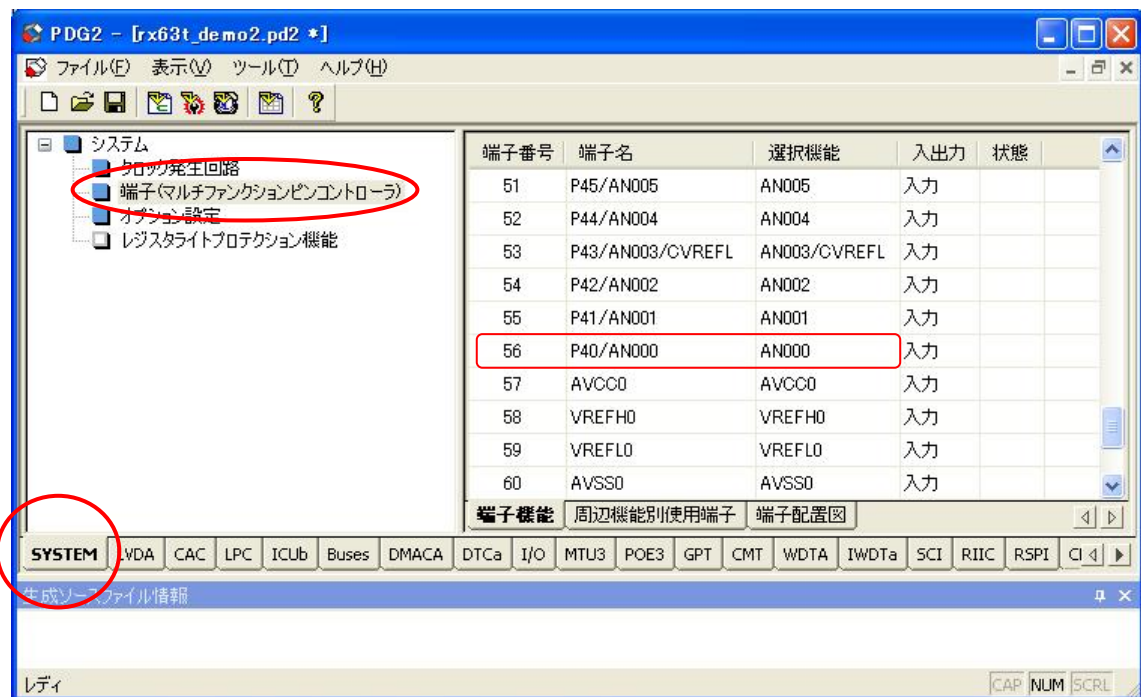 PDG2 - [rx63t_demo2.pd2 *]
ファイル(F) 表示(V) ツール(T) ヘルプ(H)
システム
クロック発生回路
端子(マルチファンクションピンコントローラ)
オプション設定
レジスタライトプロテクション機能
端子番号 端子名 選択機能 入出力 状態
51 P45/AN005 AN005 入力
52 P44/AN004 AN004 入力
53 P43/AN003/CVREFL AN003/CVREFL 入力
54 P42/AN002 AN002 入力
55 P41/AN001 AN001 入力
56 P40/AN000 AN000 入力
57 AVCC0 AVCC0 入力
58 VREFH0 VREFH0 入力
59 VREFL0 VREFL0 入力
60 AVSS0 AVSS0 入力
端子機能 周辺機能別使用端子 端子配置図
SYSTEM LVDA CAC LPC ICUb Buses DMACA DTCa I/O MTU3 POE3 GPT CMT WDTA IWDTa SCI RIIC RSPI
生成ソースファイル情報
レディ
CAP NUM SCRL